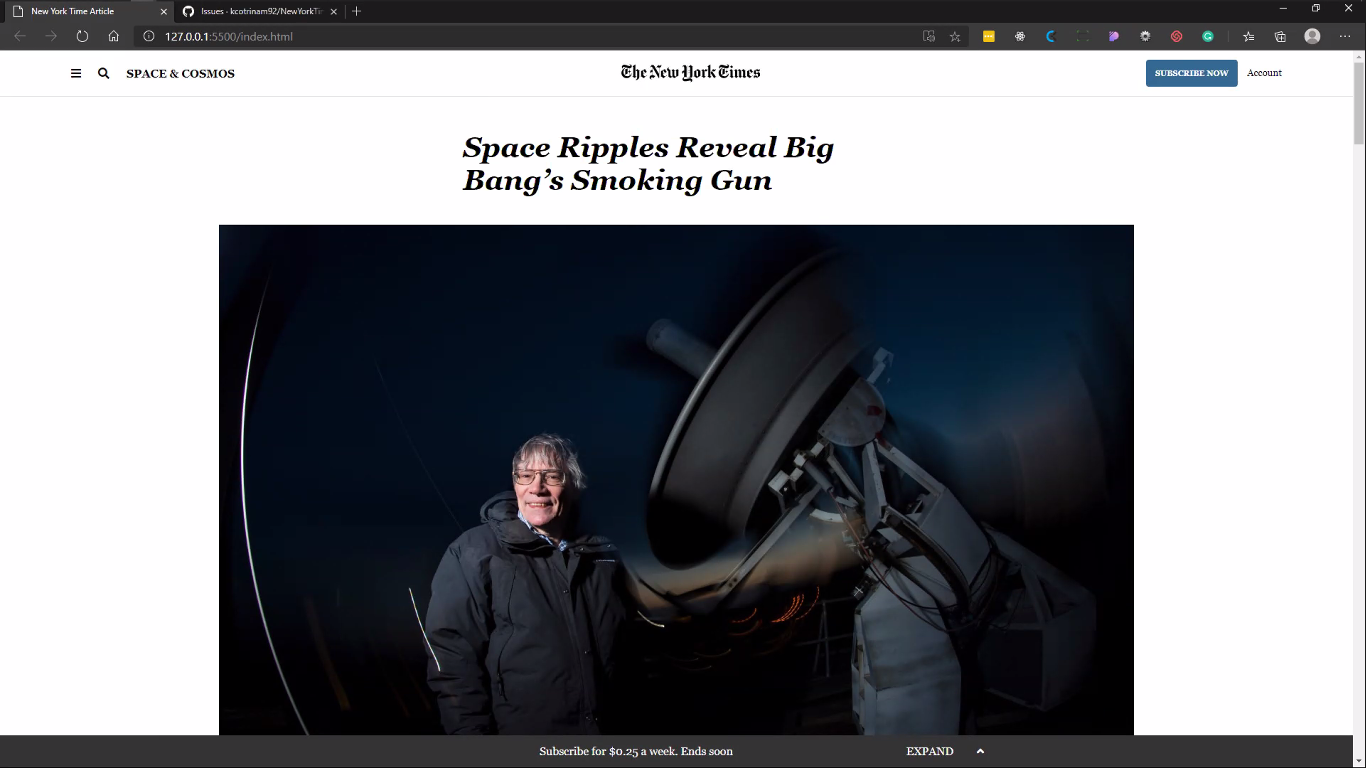 New York Time Article
Issues - kcotrinam92/NewYorkTi
127.0.0.1:5500/index.html
SPACE & COSMOS
The New York Times
SUBSCRIBE NOW
Account
Space Ripples Reveal Big
Bang’s Smoking Gun
Subscribe for $0.25 a week. Ends soon
EXPAND